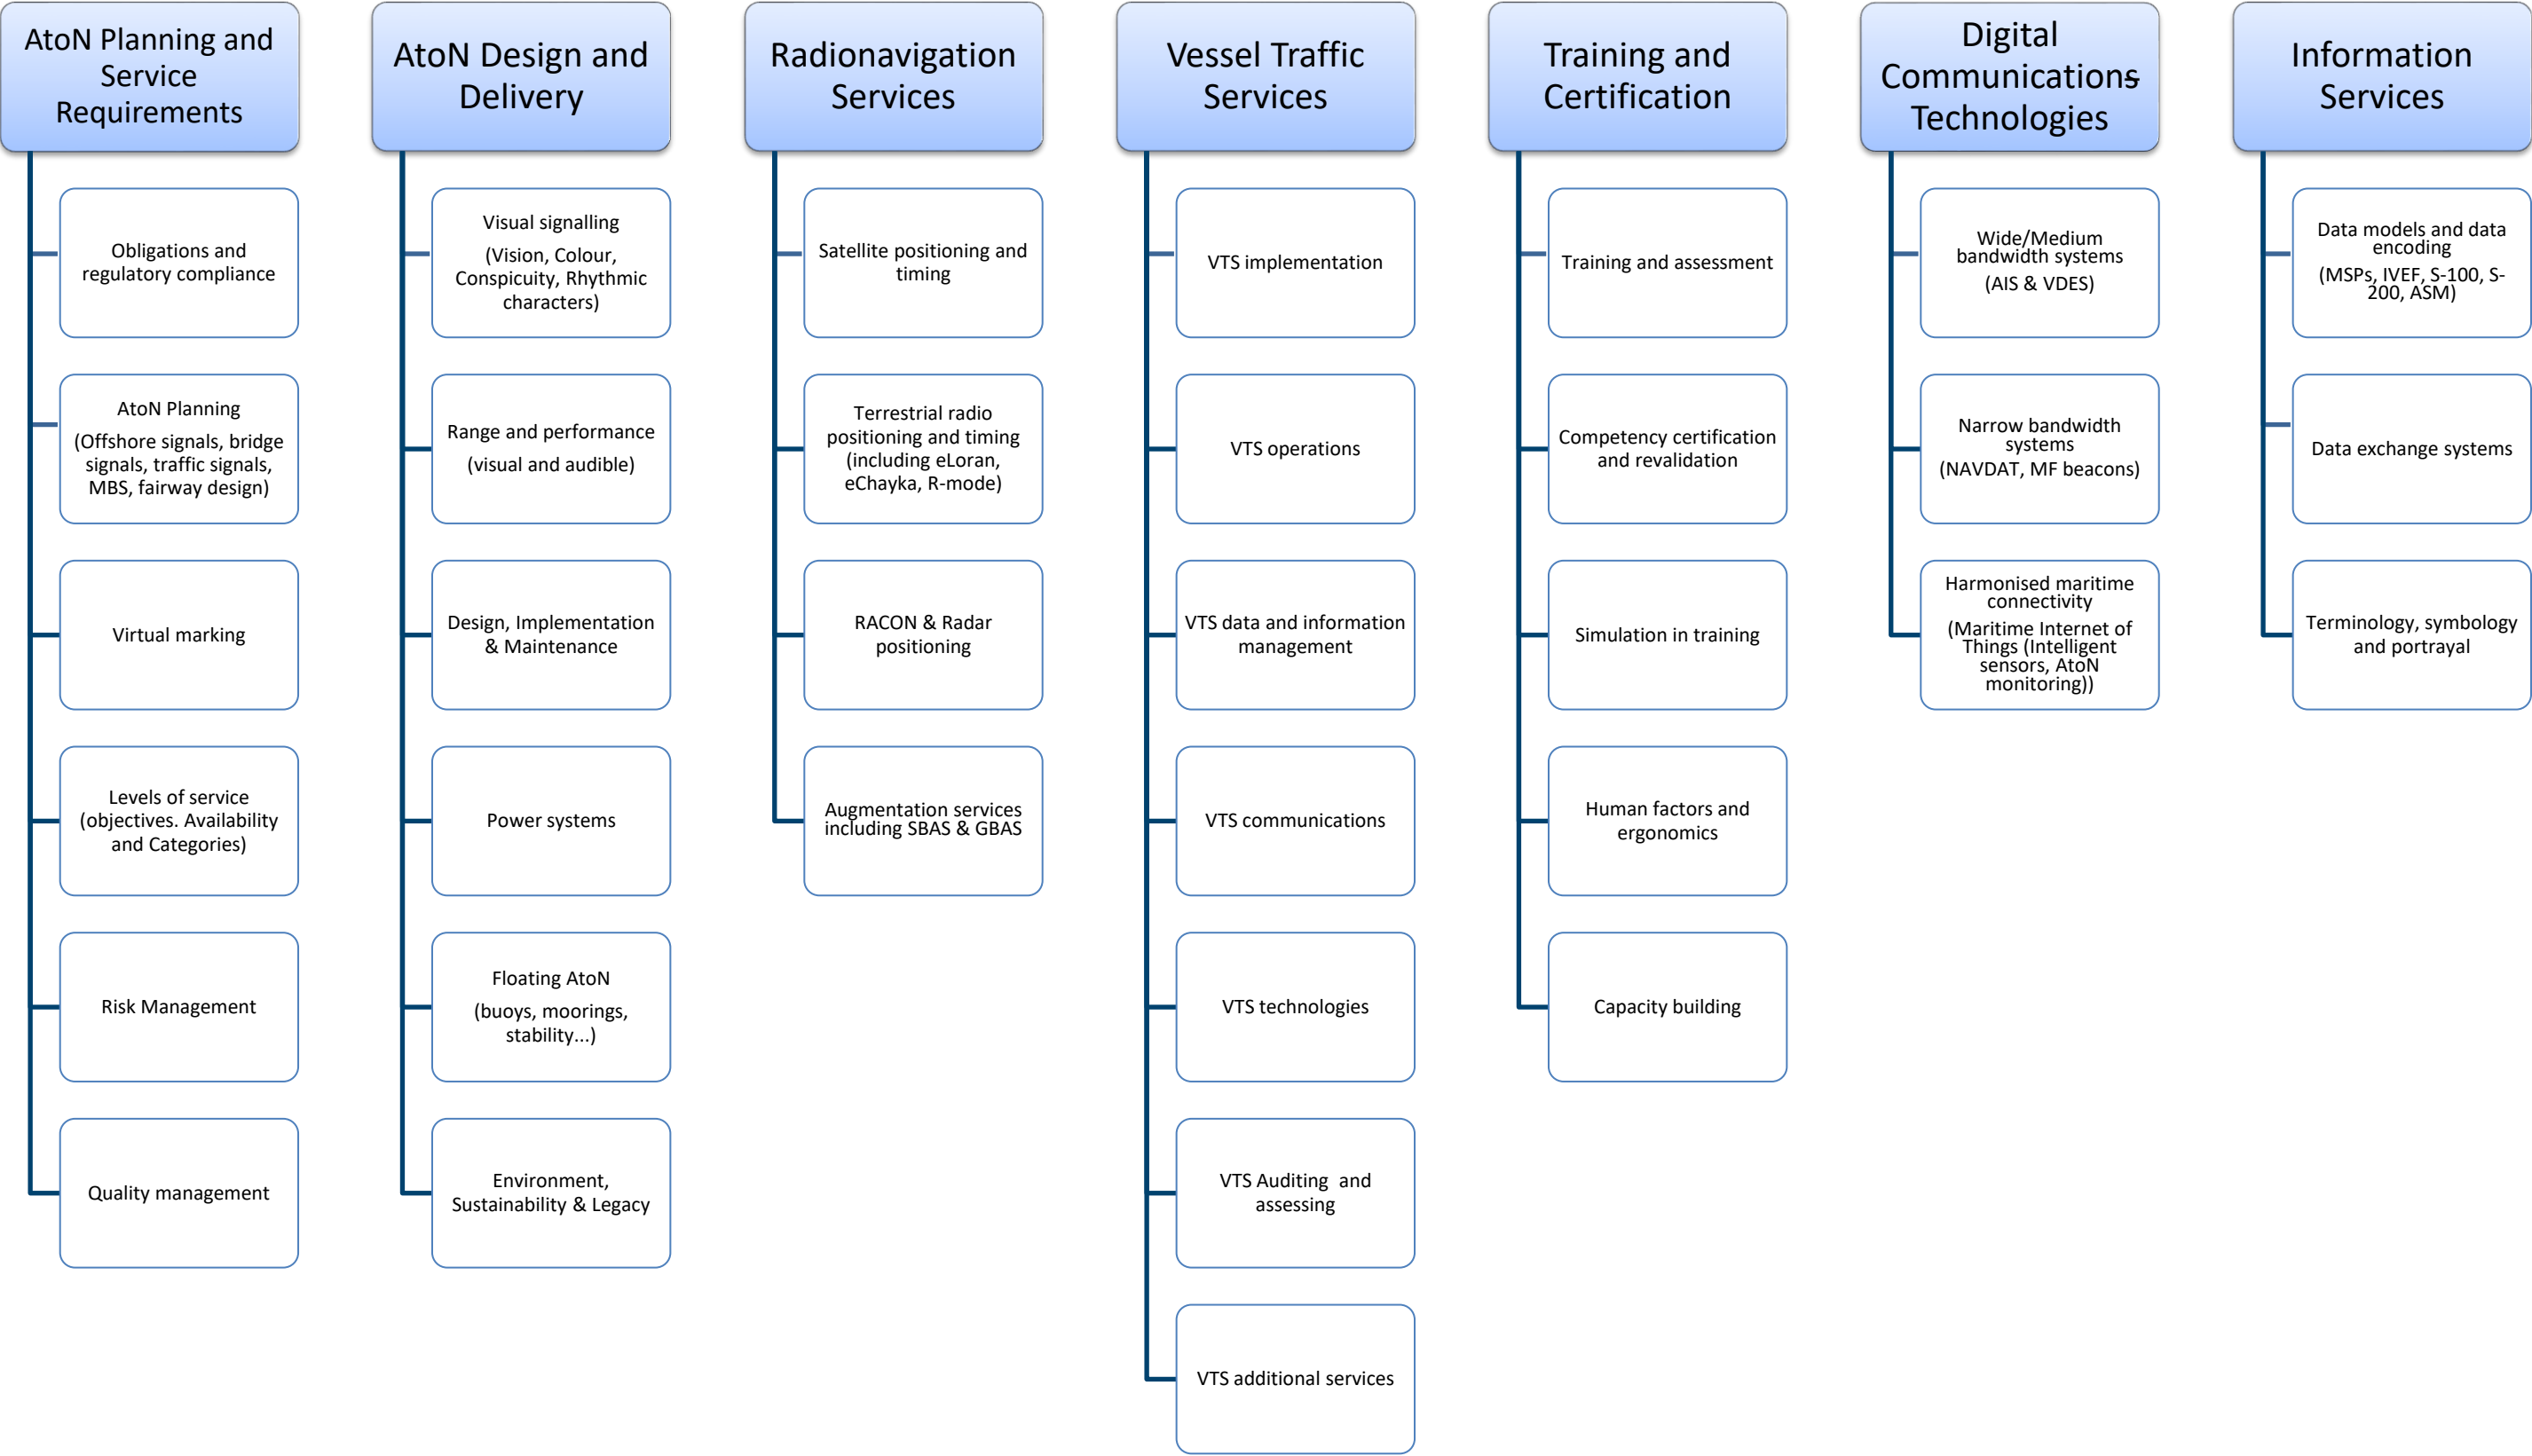 AtoN Planning and
Service
Requirements
Obligations and
regulatory compliance
AtoN Planning
(Offshore signals, bridge
signals, traffic signals,
MBS, fairway design)
Virtual marking
Levels of service
(objectives. Availability
and Categories)
Risk Management
Quality management
AtoN Design and
Delivery
Visual signalling
(Vision, Colour,
Conspicuity, Rhythmic
characters)
Range and performance
(visual and audible)
Design, Implementation
& Maintenance
Power systems
Floating AtoN
(buoys, moorings,
stability...)
Environment,
Sustainability & Legacy
Radionavigation
Services
Satellite positioning and
timing
Terrestrial radio
positioning and timing
(including eLoran,
eChayka, R-mode)
RACON & Radar
positioning
Augmentation services
including SBAS & GBAS
Vessel Traffic
Services
VTS implementation
VTS operations
VTS data and information
management
VTS communications
VTS technologies
VTS Auditing  and
assessing
VTS additional services
Training and
Certification
Training and assessment
Competency certification
and revalidation
Simulation in training
Human factors and
ergonomics
Capacity building
Digital
Communications
Technologies
Wide/Medium
bandwidth systems
(AIS & VDES)
Narrow bandwidth
systems
(NAVDAT, MF beacons)
Harmonised maritime
connectivity
(Maritime Internet of
Things (Intelligent
sensors, AtoN
monitoring))
Information
Services
Data models and data
encoding
(MSPs, IVEF, S-100, S-
200, ASM)
Data exchange systems
Terminology, symbology
and portrayal